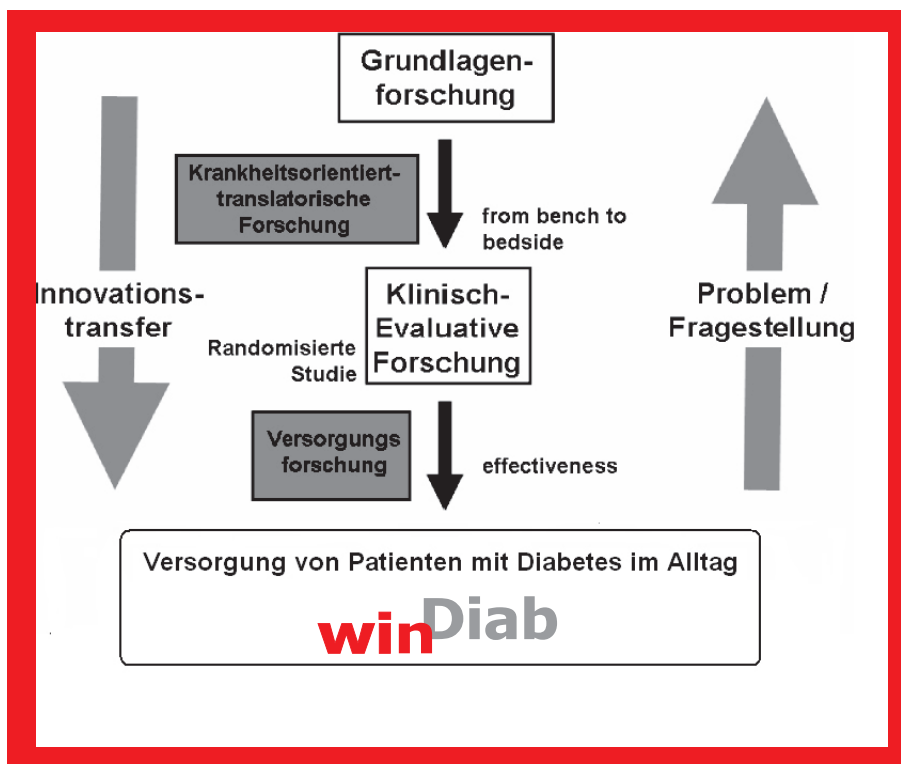 Grundlagen-
forschung
Krankheitsorientiert-
translatorische
Forschung
from bench to
bedside
Innovations-
transfer
Klinisch-
Evaluative
Forschung
Problem /
Fragestellung
Randomisierte
Studie
Versorgungs
forschung
effectiveness
Versorgung von Patienten mit Diabetes im Alltag
winDiab